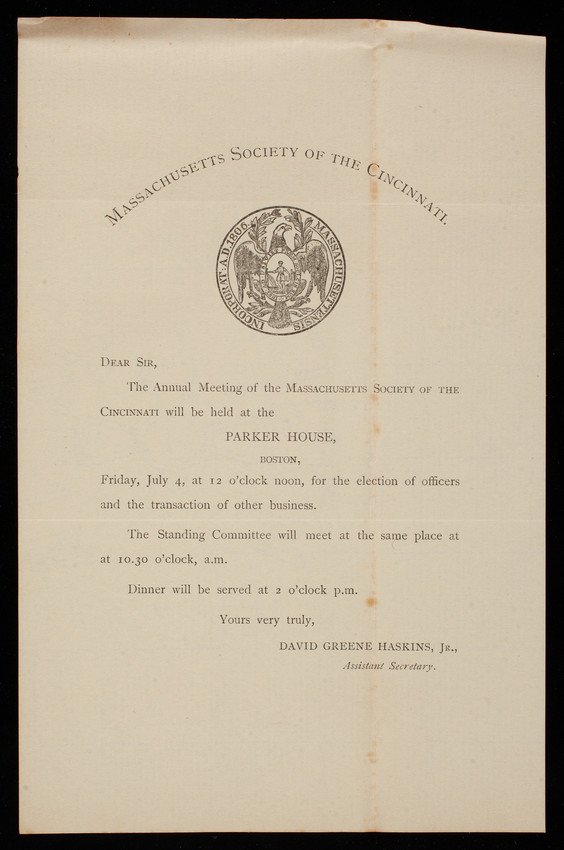 Massachusetts Society of the Cincinnati.
INCORPORAT: A.D. 1806. MASSACHUSETTENSIS
Dear Sir,
The Annual Meeting of the Massachusetts Society of the
Cincinnati will be held at the
PARKER HOUSE,
BOSTON,
Friday, July 4, at 12 o'clock noon, for the election of officers
and the transaction of other business.
The Standing Committee will meet at the same place at
at 10.30 o'clock, a.m.
Dinner will be served at 2 o'clock p.m.
Yours very truly,
DAVID GREENE HASKINS, Jr.,
Assistant Secretary.